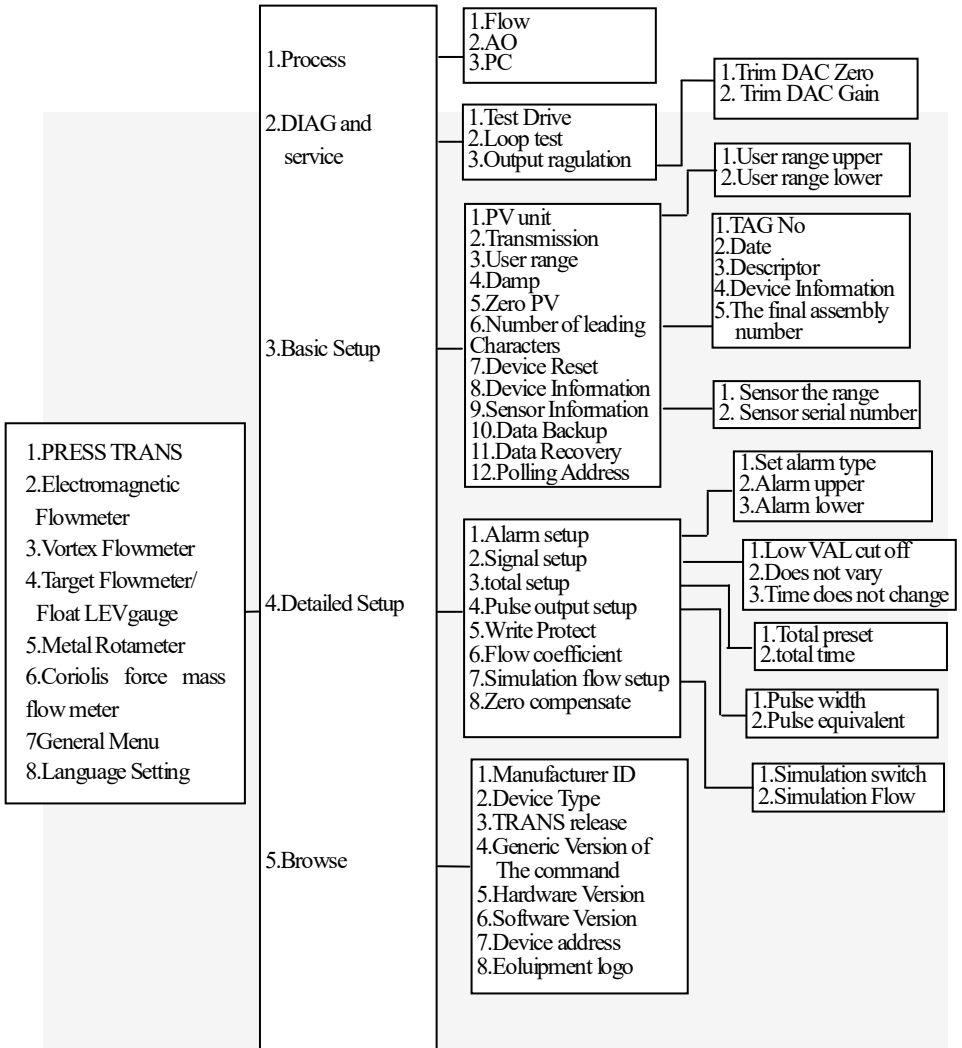 1.PRESS TRANS
2.Electromagnetic
Flowmeter
3.Vortex Flowmeter
4.Target Flowmeter/
Float LEVgauge
5.Metal Rotameter
6.Coriolis force mass
flow meter
7General Menu
8.Language Setting
1.Process
2.DIAG and
service
3.Basic Setup
4.Detailed Setup
5.Browse
1.Flow
2.AO
3.PC
1.Test Drive
2.Loop test
3.Output ragulation
1.Trim DAC Zero
2. Trim DAC Gain
1.PV unit
2.Transmission
3.User range
4.Damp
5.Zero PV
6.Number of leading
Characters
7.Device Reset
8.Device Information
9.Sensor Information
10.Data Backup
11.Data Recovery
12.Polling Address
1.User range upper
2.User range lower
1.TAG No
2.Date
3.Descriptor
4.Device Information
5.The final assembly
number
1. Sensor the range
2. Sensor serial number
1.Alarm setup
2.Signal setup
3.total setup
4.Pulse output setup
5.Write Protect
6.Flow coefficient
7.Simulation flow setup
8.Zero compensate
1.Set alarm type
2.Alarm upper
3.Alarm lower
1.Low VAL cut off
2.Does not vary
3.Time does not change
1.Total preset
2.total time
1.Pulse width
2.Pulse equivalent
1.Simulation switch
2.Simulation Flow
1.Manufacturer ID
2.Device Type
3.TRANS release
4.Generic Version of
The command
5.Hardware Version
6.Software Version
7.Device address
8.Eoluipment logo